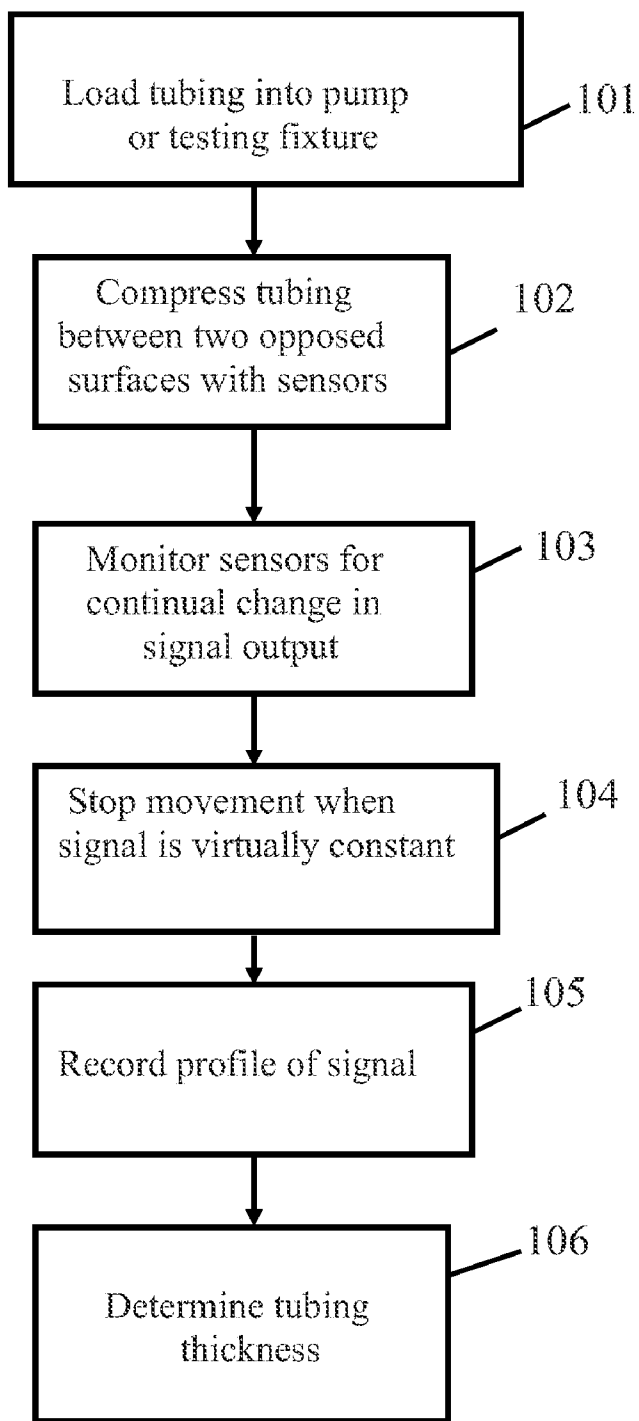 Load tubing into pump
or testing fixture
101
Compress tubing
between two opposed
surfaces with sensors
102
Monitor sensors for
continual change in
signal output
103
Stop movement when
signal is virtually constant
104
Record profile of signal
105
Determine tubing
thickness
106